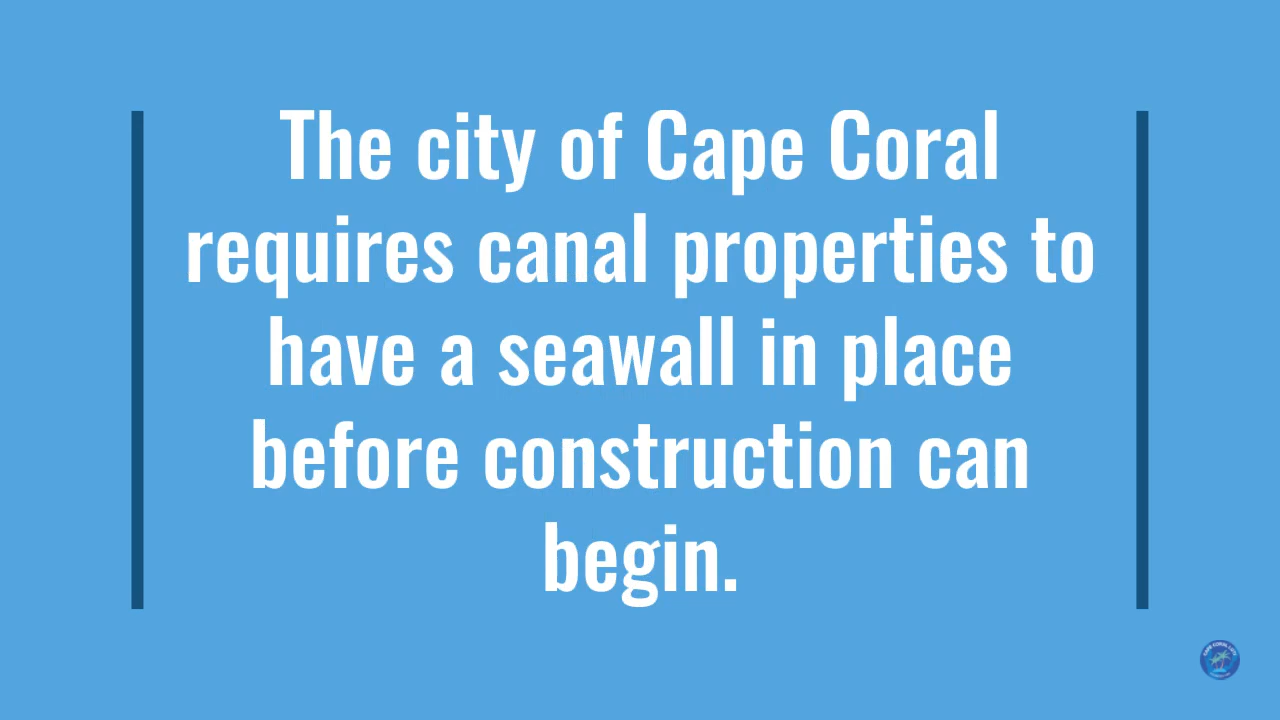 The city of Cape Coral
requires canal properties to
have a seawall in place
before construction can
begin.